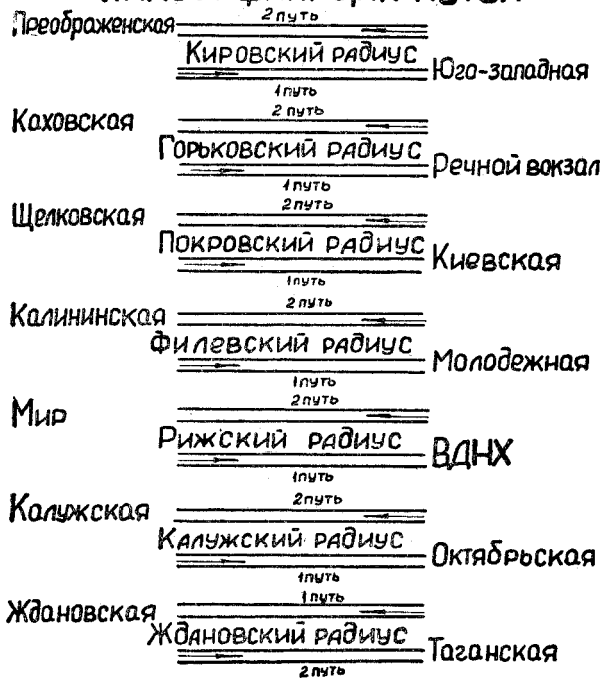 2 путь
Преображенская
Кировский радиус
Юго-западная
1 путь
2 путь
Каховская
Горьковский радиус
Речной вокзал
1 путь
2 путь
Щелковская
Покровский радиус
Киевская
1 путь
2 путь
Калининская
Филевский радиус
Молодежная
1 путь
2 путь
Мир
Рижский радиус
ВДНХ
1 путь
2 путь
Калужская
Калужский радиус
Октябрьская
1 путь
1 путь
Ждановская
Ждановский радиус
Таганская
2 путь